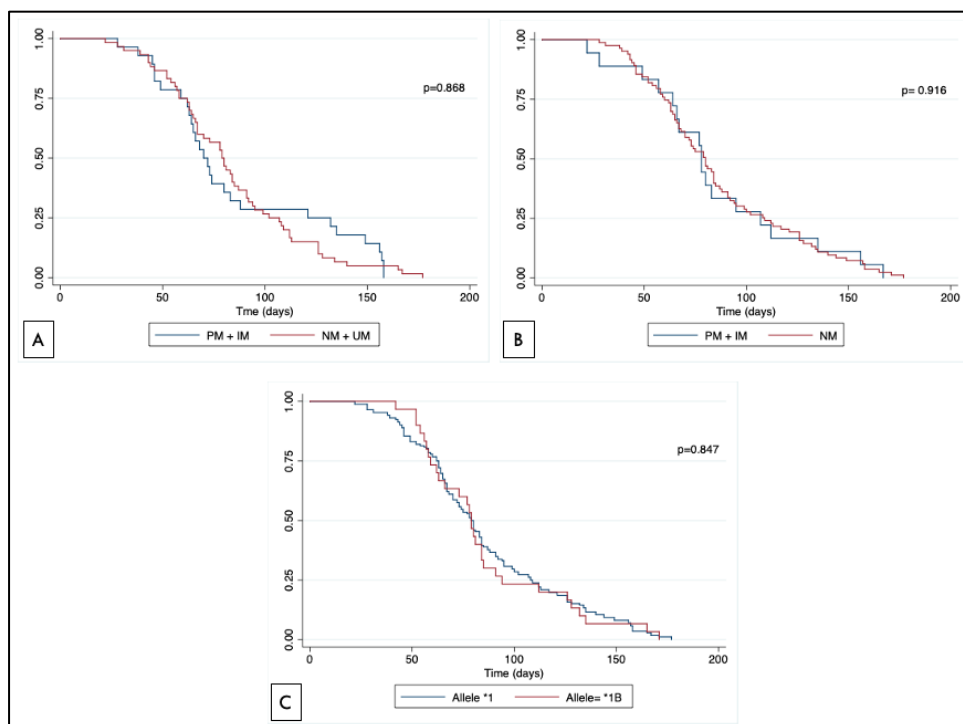 1.00
0.75
0.50
0.25
0.00
p=0.868
0 50 100 150 200
Tme (days)
PM + IM NM + UM
A
1.00
0.75
0.50
0.25
0.00
p= 0.916
0 50 100 150 200
Time (days)
PM + IM NM
B
1.00
0.75
0.50
0.25
0.00
p=0.847
0 50 100 150 200
Time (days)
Allele *1 Allele= *1B
C